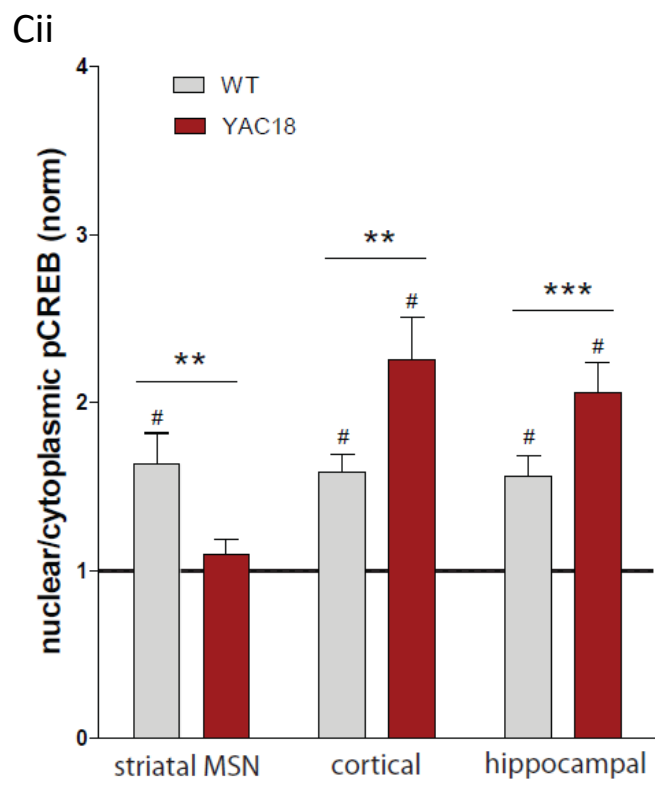 Cii
4
WT
YAC18
nuclear/cytoplasmic pCREB (norm)
3
**
***
#
#
**
2
#
#
#
1
0
striatal MSN cortical hippocampal